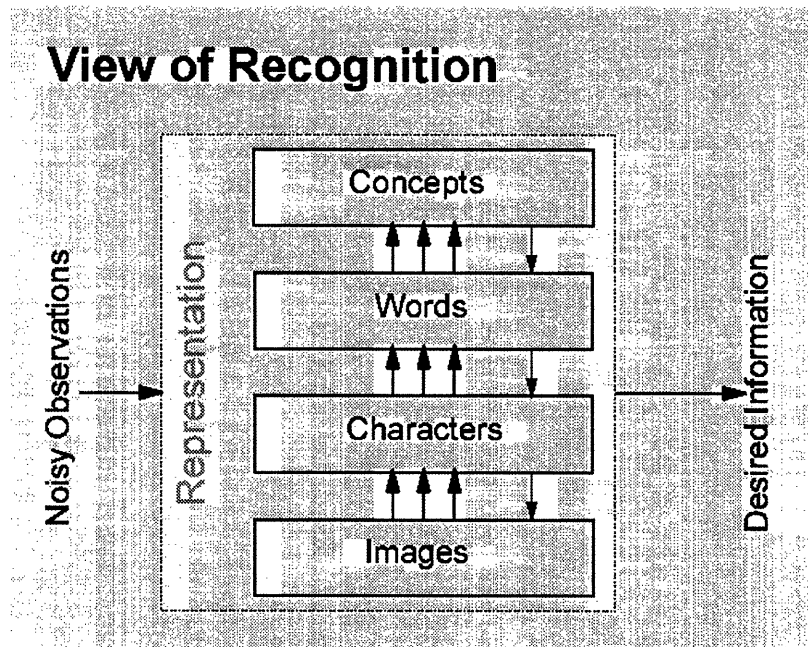 View of Recognition
Noisy Observations
Representation
Concepts
Words
Characters
Images
Desired Information